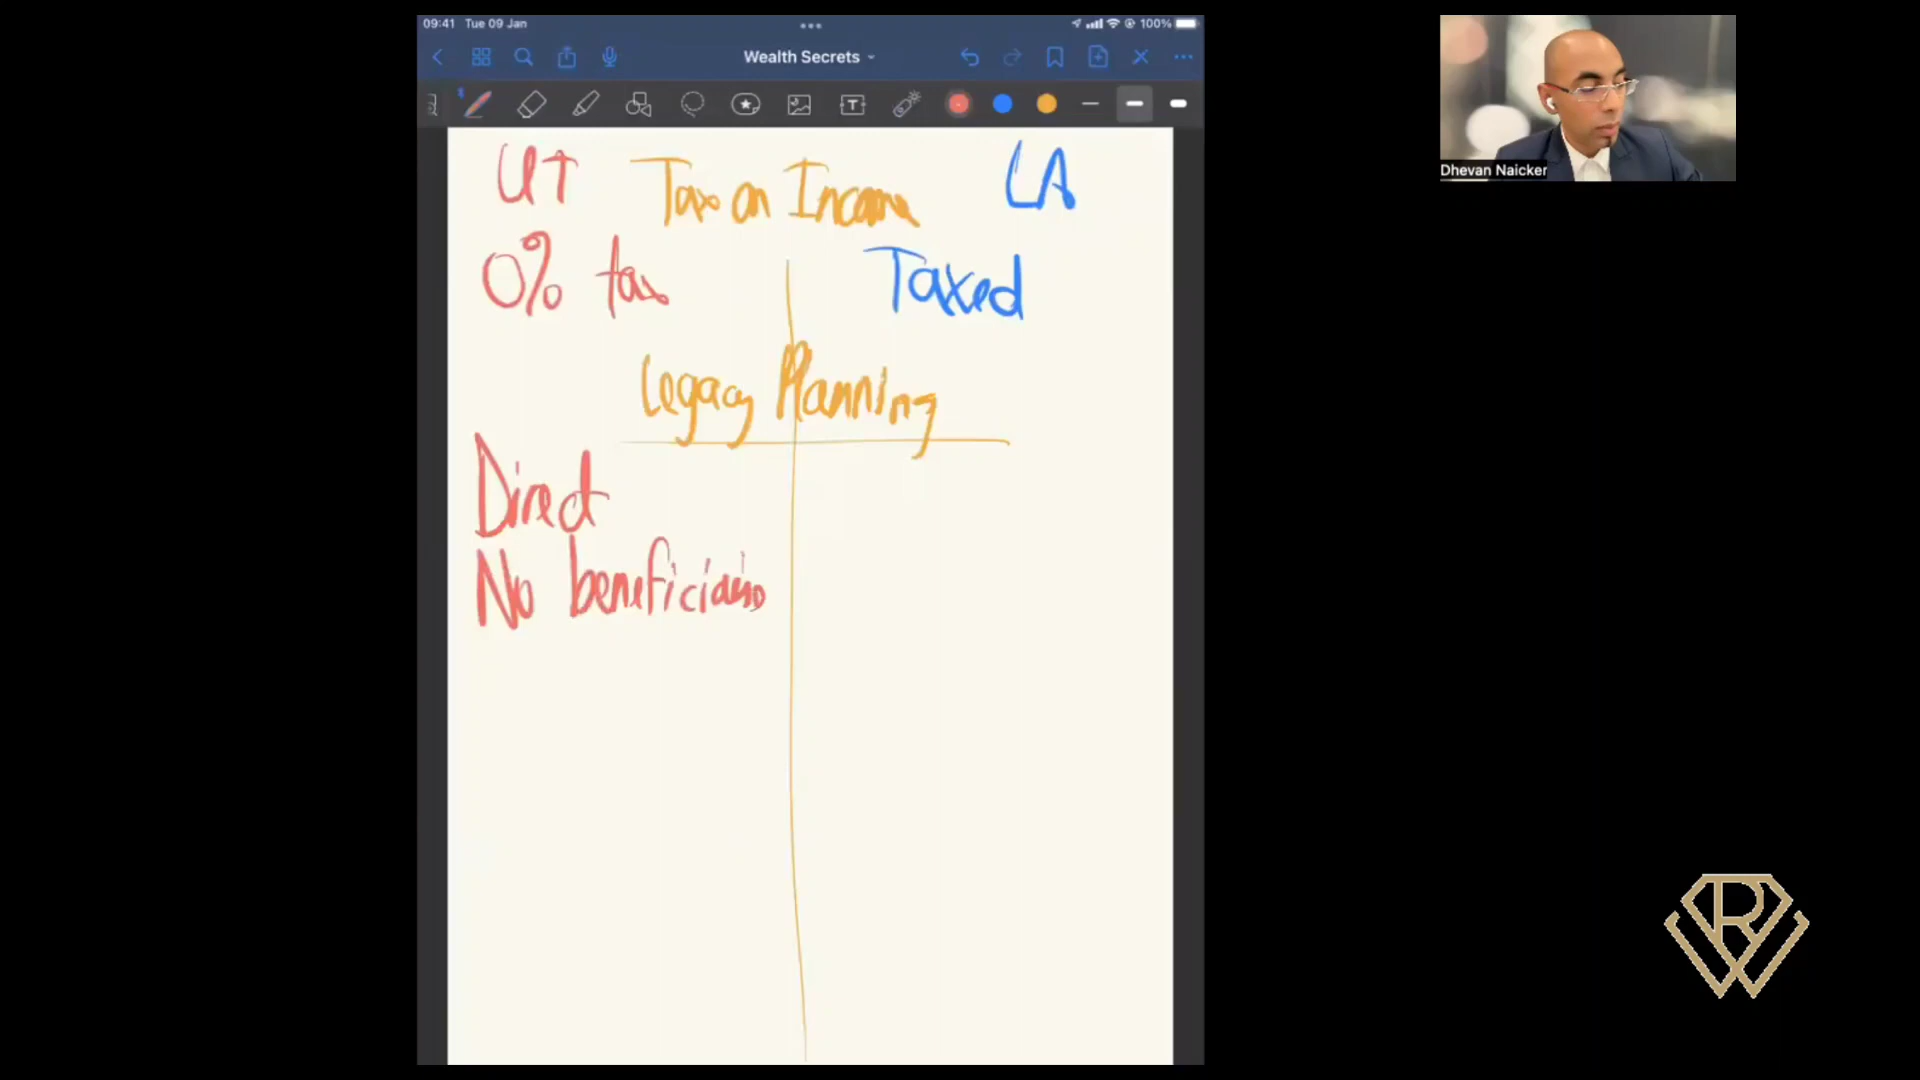 09:41 Tue 09 Jan
100%
Wealth Secrets
Dhevan Naicker
UT Tax on Income LA
0% tax Taxed
Legacy Planning
Direct
No beneficiaries
RW